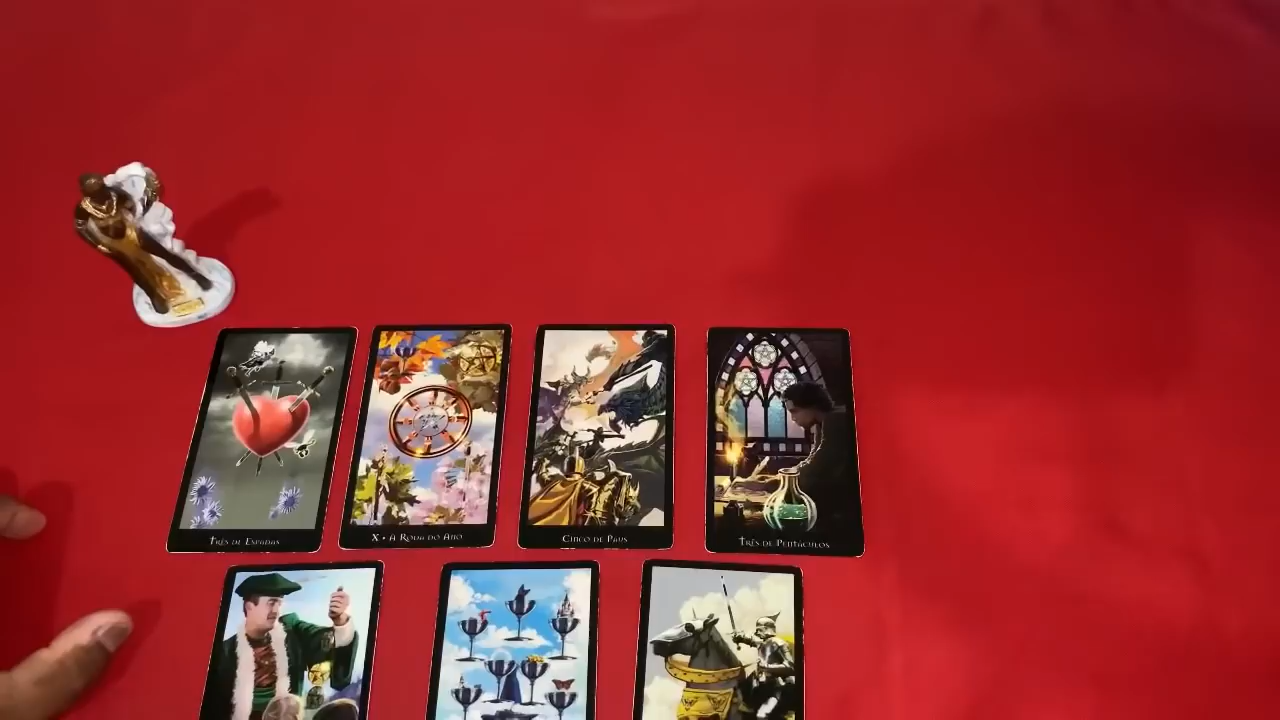 Três de Espadas
X • A Roda do Ano
Cinco de Paus
Três de Pentáculos